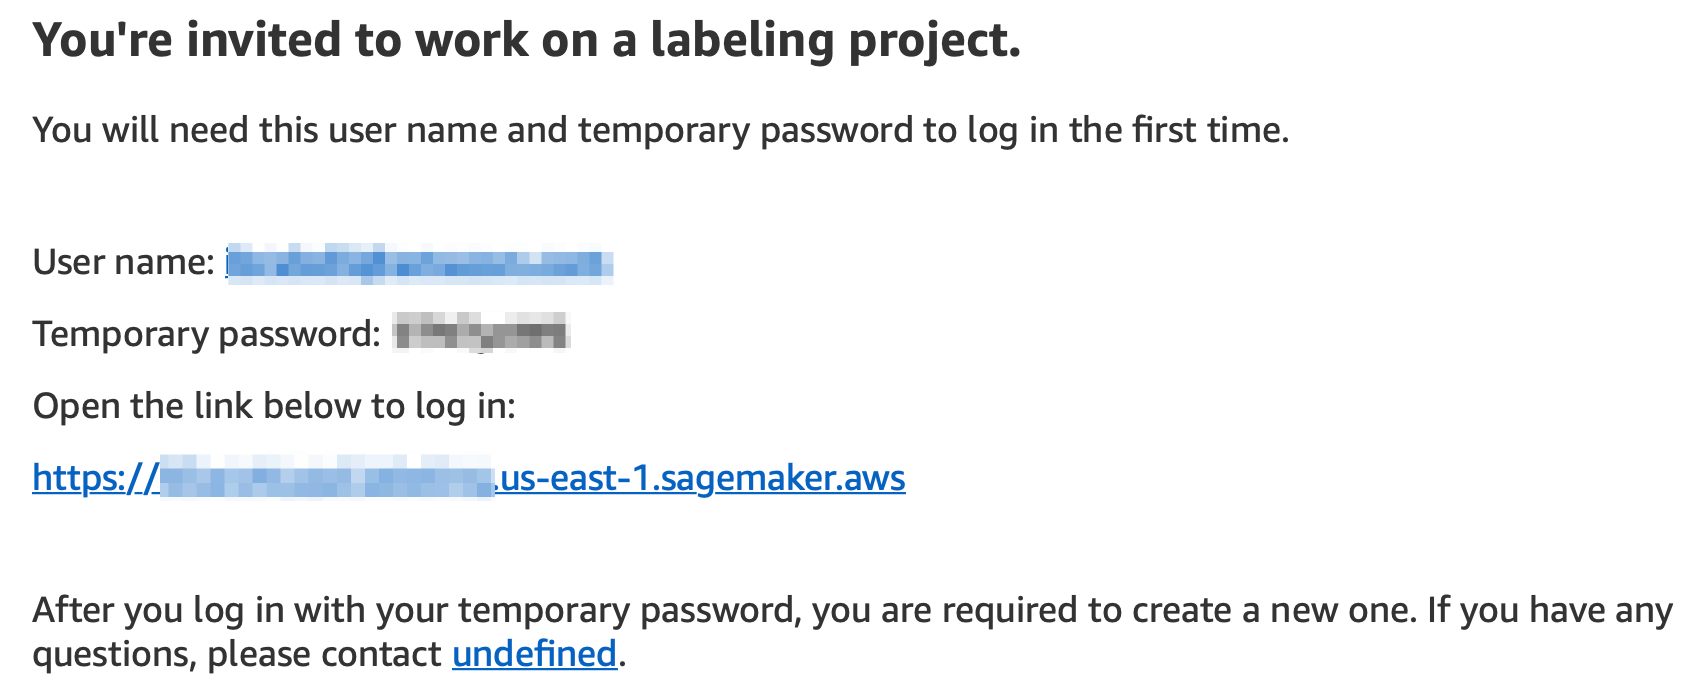 You're invited to work on a labeling project.
You will need this user name and temporary password to log in the first time.
User name:
Temporary password:
Open the link below to log in:
https://.us-east-1.sagemaker.aws
After you log in with your temporary password, you are required to create a new one. If you have any
questions, please contact undefined.